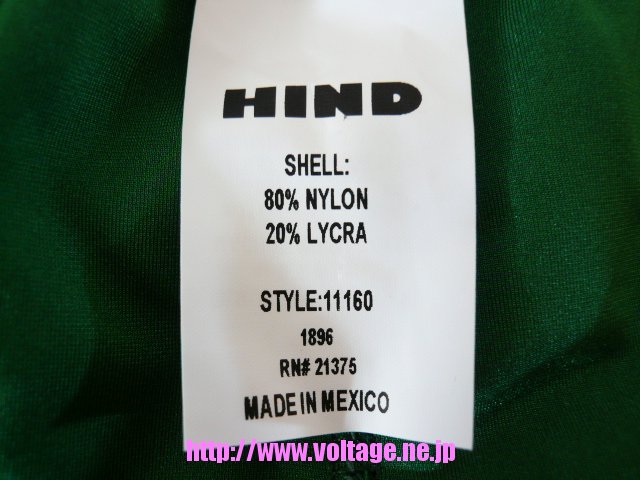 HIND
SHELL:
80% NYLON
20% LYCRA
STYLE:11160
1896
RN# 21375
MADE IN MEXICO
http://www.voltage.ne.jp